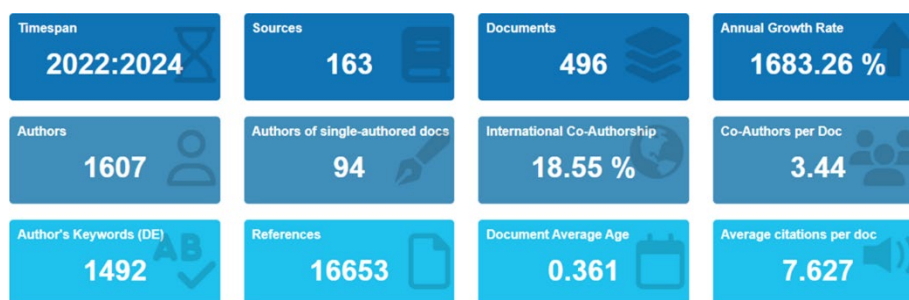 Timespan
2022:2024
Sources
163
Documents
496
Annual Growth Rate
1683.26 %
Authors
1607
Authors of single-authored docs
94
International Co-Authorship
18.55 %
Co-Authors per Doc
3.44
Author's Keywords (DE)
AB
1492
References
16653
Document Average Age
0.361
Average citations per doc
7.627